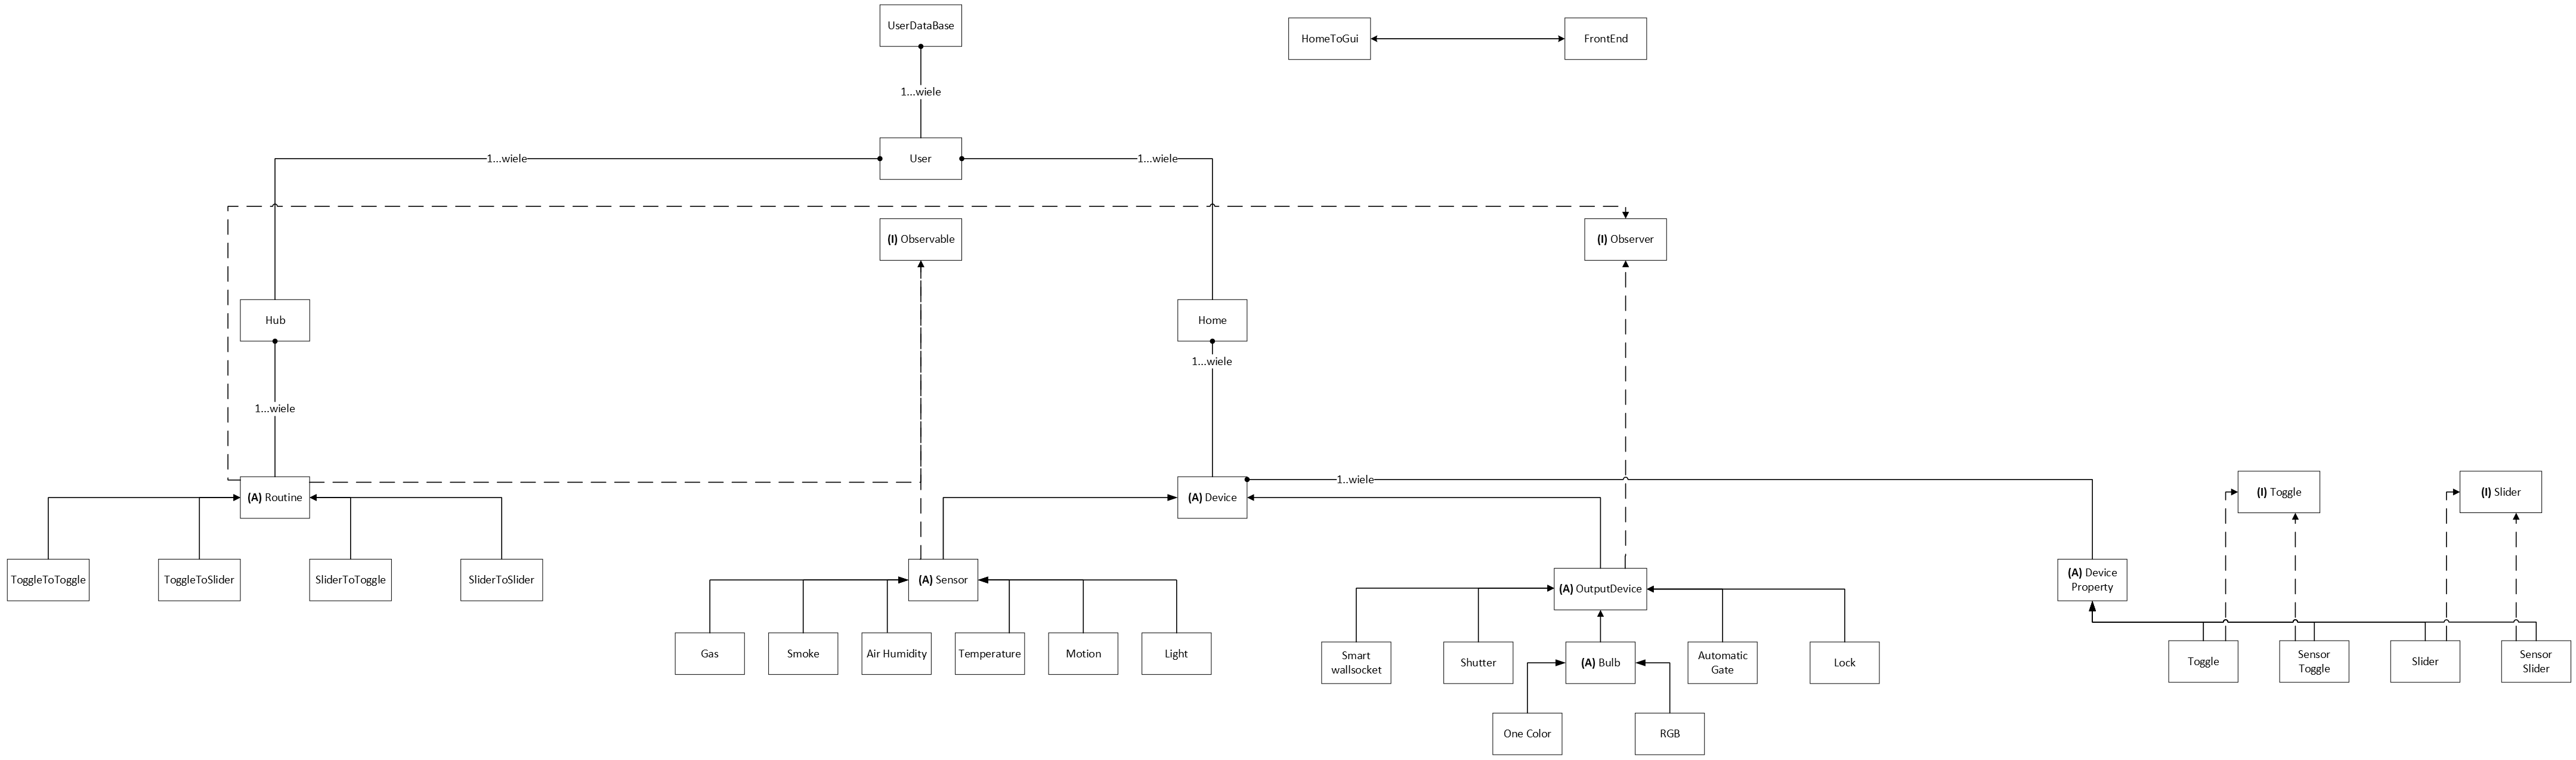 UserDataBase
HomeToGui
FrontEnd
1...wiele
1...wiele
User
1...wiele
(I) Observable
(I) Observer
Hub
Home
1...wiele
1...wiele
1..wiele
(A) Routine
(A) Device
(I) Toggle
(I) Slider
ToggleToToggle
ToggleToSlider
SliderToToggle
SliderToSlider
(A) Sensor
(A) OutputDevice
(A) Device
Property
Gas
Smoke
Air Humidity
Temperature
Motion
Light
Smart
wallsocket
Shutter
(A) Bulb
Automatic
Gate
Lock
Toggle
Sensor
Toggle
Slider
Sensor
Slider
One Color
RGB